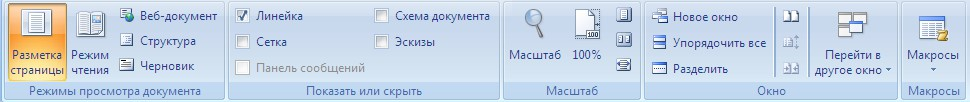 Разметка страницы
Режим чтения
Веб-документ
Структура
Черновик
Режимы просмотра документа
Линейка
Сетка
Панель сообщений
Схема документа
Эскизы
Показать или скрыть
Масштаб
100
100%
Масштаб
Новое окно
Упорядочить все
Разделить
Перейти в другое окно
Окно
Макросы
Макросы